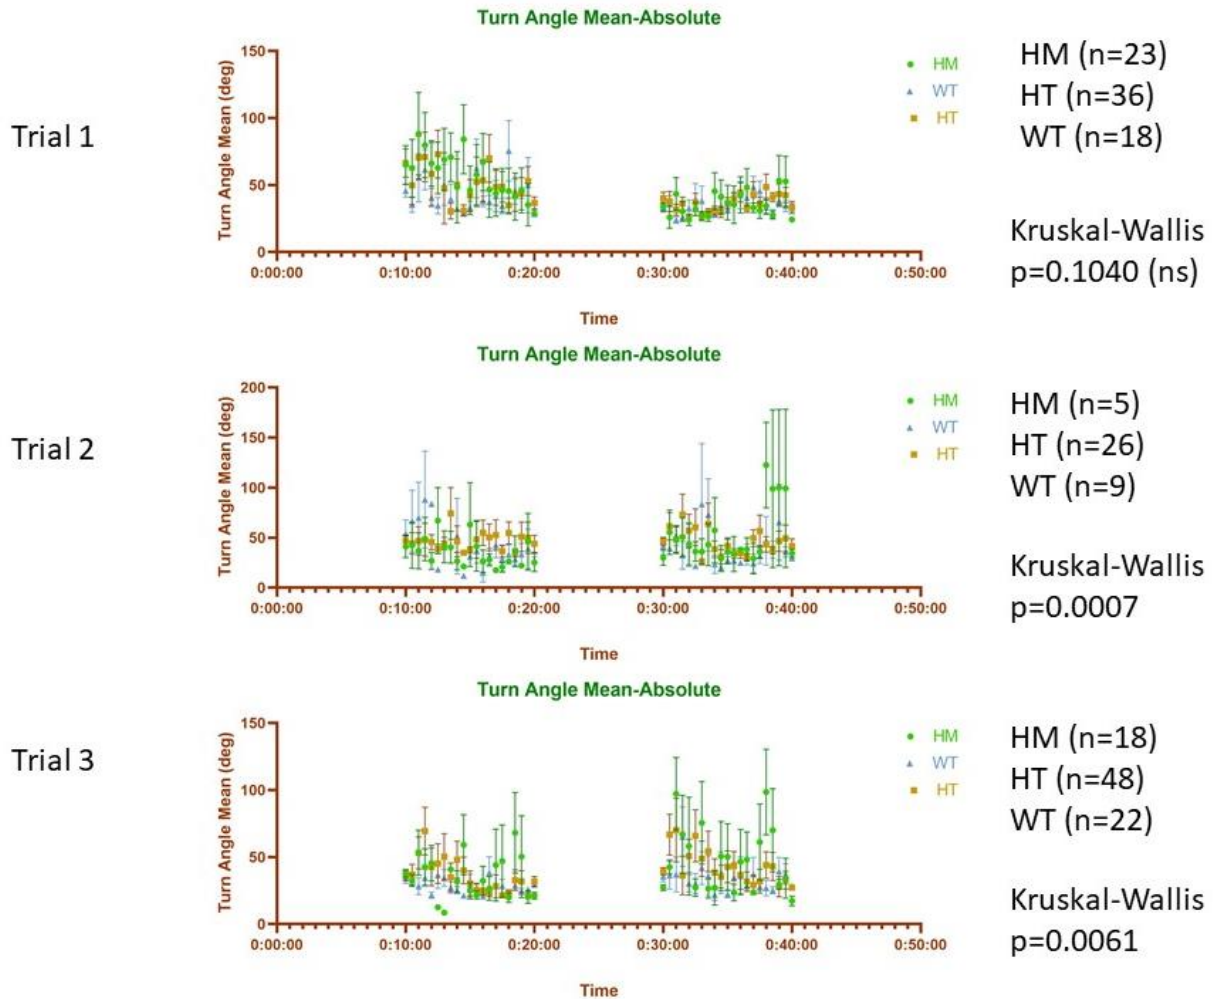 Turn Angle Mean-Absolute
Trial 1
Turn Angle Mean (deg)
150
100
50
0
0:00:00 0:10:00 0:20:00 0:30:00 0:40:00 0:50:00
Time
HM
WT
HT
HM (n=23)
HT (n=36)
WT (n=18)
Kruskal-Wallis
p=0.1040 (ns)
Turn Angle Mean-Absolute
Trial 2
Turn Angle Mean (deg)
200
150
100
50
0
0:00:00 0:10:00 0:20:00 0:30:00 0:40:00 0:50:00
Time
HM
WT
HT
HM (n=5)
HT (n=26)
WT (n=9)
Kruskal-Wallis
p=0.0007
Turn Angle Mean-Absolute
Trial 3
Turn Angle Mean (deg)
150
100
50
0
0:00:00 0:10:00 0:20:00 0:30:00 0:40:00 0:50:00
Time
HM
WT
HT
HM (n=18)
HT (n=48)
WT (n=22)
Kruskal-Wallis
p=0.0061